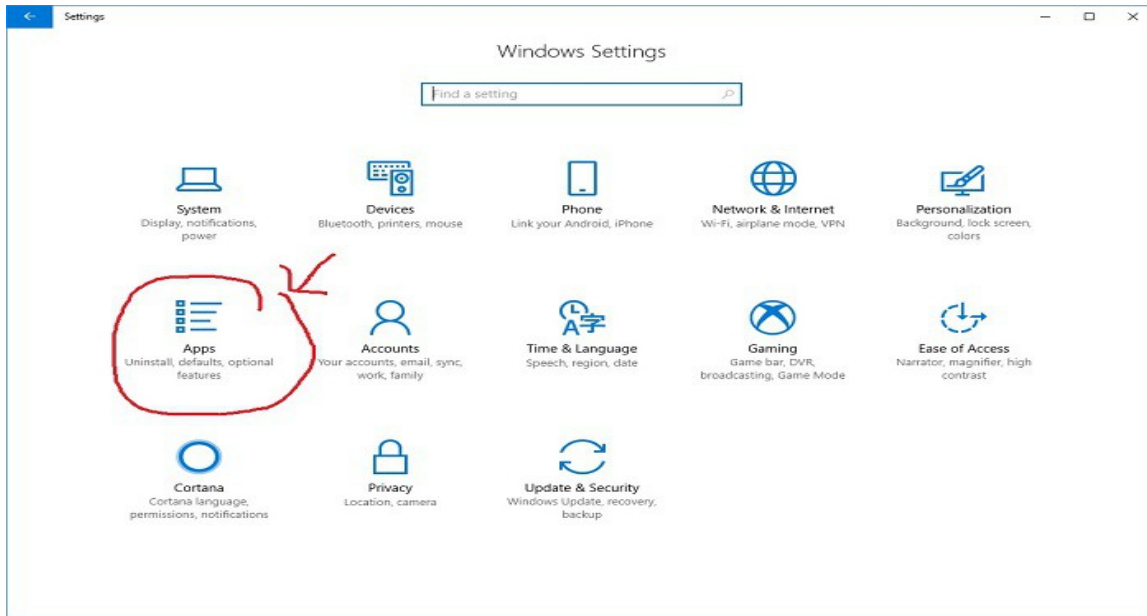 Settings
Windows Settings
Find a setting
System
Display, notifications,
power
Devices
Bluetooth, printers, mouse
Phone
Link your Android, iPhone
Network & Internet
Wi-Fi, airplane mode, VPN
Personalization
Background, lock screen,
colors
Apps
Uninstall, defaults, optional
features
Accounts
Your accounts, email, sync,
work, family
Time & Language
Speech, region, date
Gaming
Game bar, DVR,
broadcasting, Game Mode
Ease of Access
Narrator, magnifier, high
contrast
Cortana
Cortana language,
permissions, notifications
Privacy
Location, camera
Update & Security
Windows Update, recovery,
backup